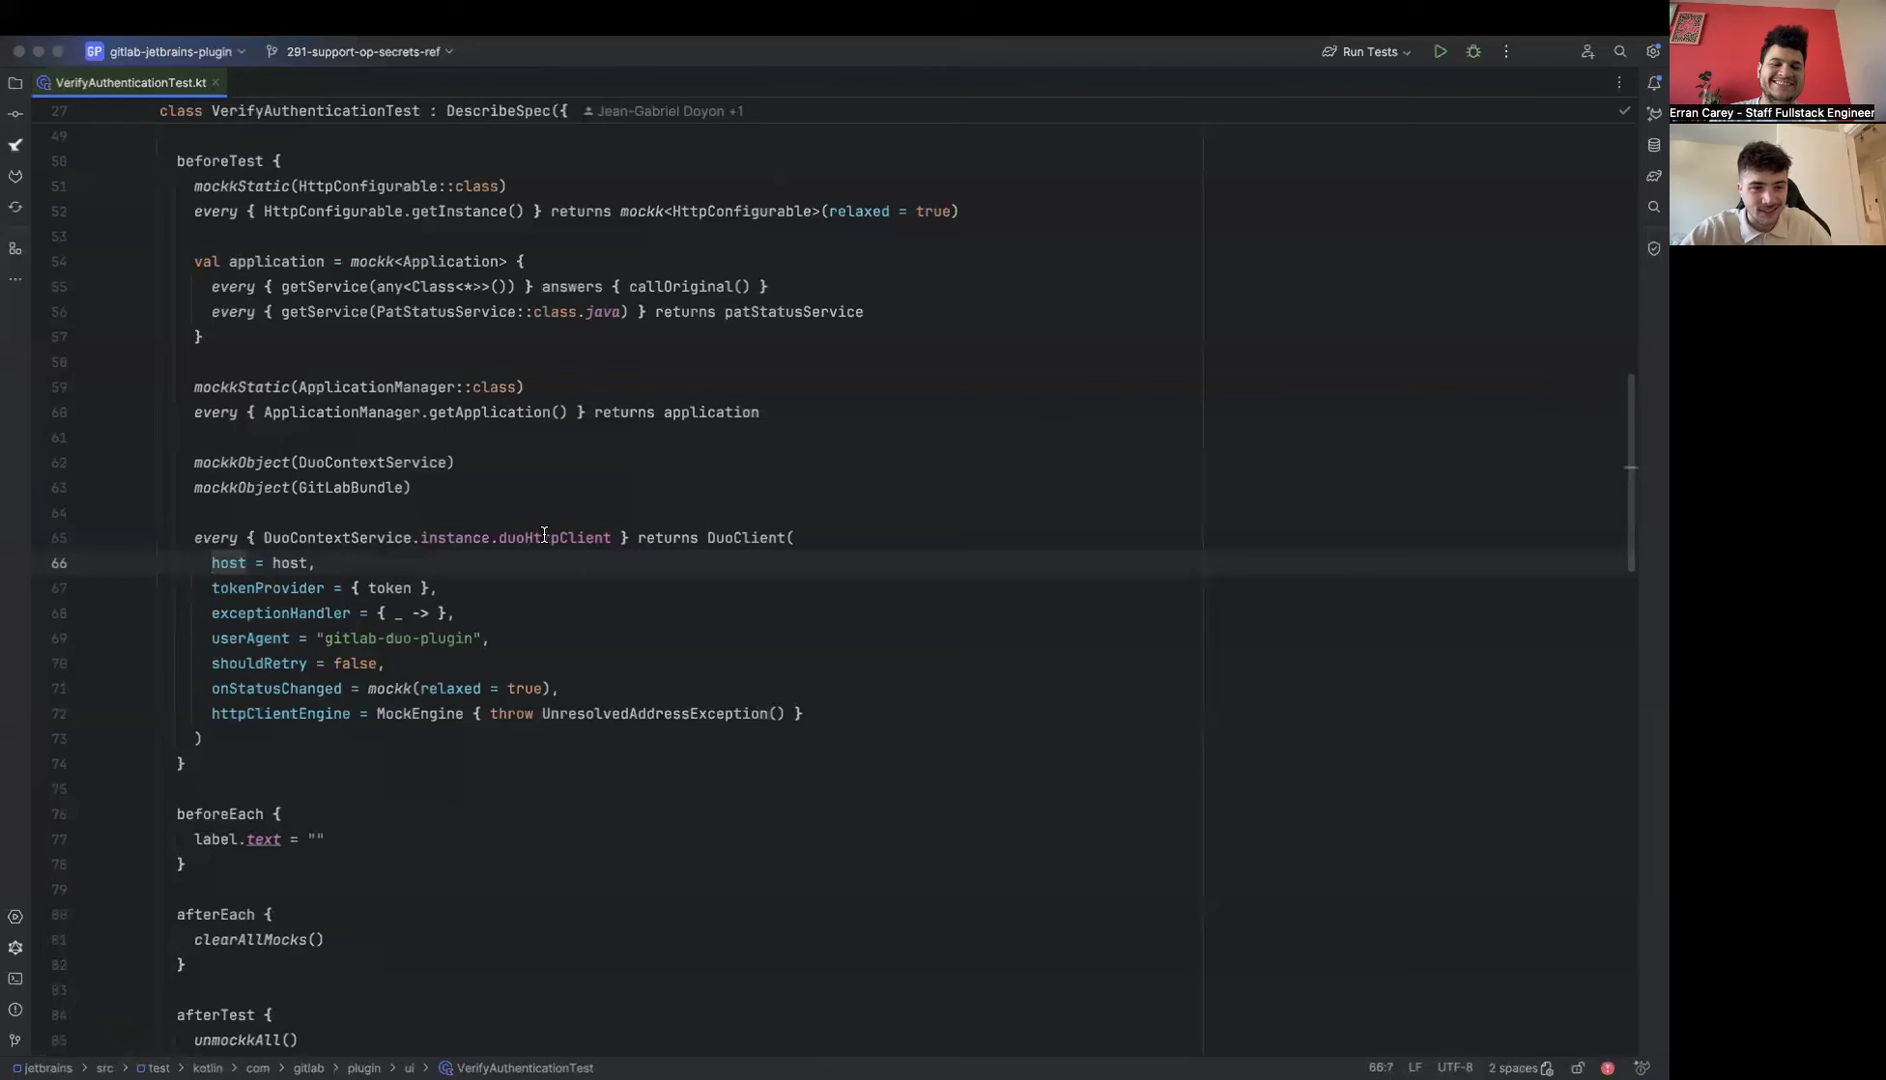 GP gitlab-jetbrains-plugin 291-support-op-secrets-ref Run Tests
VerifyAuthenticationTest.kt
27 class VerifyAuthenticationTest : DescribeSpec({ Jean-Gabriel Doyon +1
Erran Carey - Staff Fullstack Engineer
49
50 beforeTest {
51 mockkStatic(HttpConfigurable::class)
52 every { HttpConfigurable.getInstance() } returns mockk<HttpConfigurable>(relaxed = true)
53
54 val application = mockk<Application> {
55 every { getService(any<Class<*>>()) } answers { callOriginal() }
56 every { getService(PatStatusService::class.java) } returns patStatusService
57 }
58
59 mockkStatic(ApplicationManager::class)
60 every { ApplicationManager.getApplication() } returns application
61
62 mockkObject(DuoContextService)
63 mockkObject(GitLabBundle)
64
65 every { DuoContextService.instance.duoHttpClient } returns DuoClient(
66 host = host,
67 tokenProvider = { token },
68 exceptionHandler = { _ -> },
69 userAgent = "gitlab-duo-plugin",
70 shouldRetry = false,
71 onStatusChanged = mockk(relaxed = true),
72 httpClientEngine = MockEngine { throw UnresolvedAddressException() }
73 )
74 }
75
76 beforeEach {
77 label.text = ""
78 }
79
80 afterEach {
81 clearAllMocks()
82 }
83
84 afterTest {
85 unmockkAll()
jetbrains > src > test > kotlin > com > gitlab > plugin > ui > VerifyAuthenticationTest 66:7 LF UTF-8 2 spaces